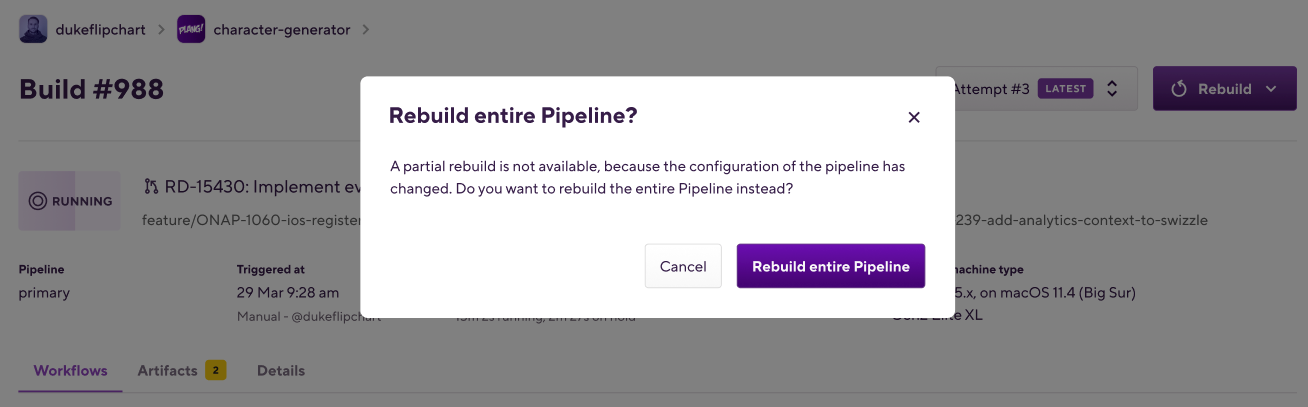 dukeflipchart > PLANG! character-generator >
Build #988
Attempt #3 LATEST
Rebuild
Rebuild entire Pipeline?
A partial rebuild is not available, because the configuration of the pipeline has
changed. Do you want to rebuild the entire Pipeline instead?
Cancel
Rebuild entire Pipeline
RUNNING
RD-15430: Implement
feature/ONAP-1060-ios-register
239-add-analytics-context-to-swizzle
Pipeline
primary
Triggered at
29 Mar 9:28 am
Manual - @dukeflipchart
machine type
5.x, on macOS 11.4 (Big Sur)
XL
Workflows
Artifacts 2
Details